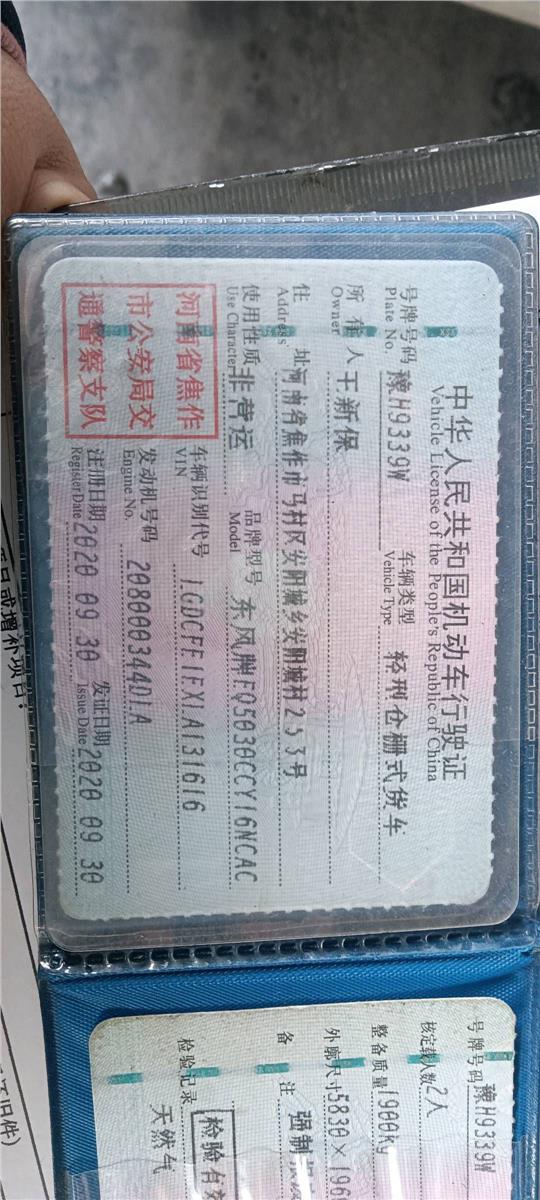 中华人民共和国机动车行驶证
Vehicle License of the People's Republic of China
号牌号码 豫H9339W 车辆类型 轻型仓栅式货车
Plate No. Vehicle Type
所有人 王新保
Owner
住址 河南省焦作市马村区安阳城乡安阳城村253号
Address
使用性质 非营运 品牌型号 东风牌EQ5030CCY16NCAC
Use Character Model
河南省焦作
市公安局交
通警察支队
车辆识别代号 LGDCFE1EXLA131616
VIN
发动机号码 20800344D1A
Engine No.
注册日期 2020 09 30 发证日期 2020 09 30
Register Date Issue Date
号牌号码 豫H9339W
核定载人数 2人
整备质量 1900kg
外廓尺寸 5830×196
备注 强制
检验有
检验记录
天然气
或增补项目:
旧件)